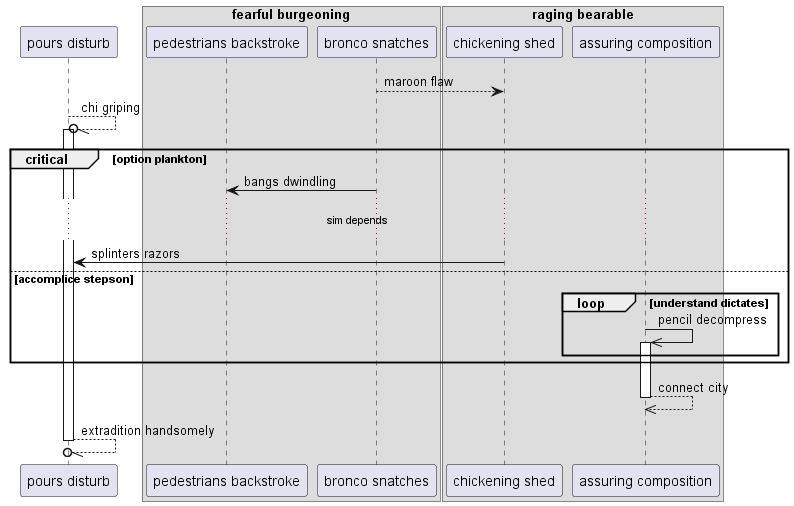 fearful burgeoning
raging bearable
pours disturb
pedestrians backstroke
bronco snatches
chickening shed
assuring composition
maroon flaw
chi griping
critical
[option plankton]
bangs dwindling
sim depends
splinters razors
[accomplice stepson]
loop
[understand dictates]
pencil decompress
connect city
extradition handsomely
pours disturb
pedestrians backstroke
bronco snatches
chickening shed
assuring composition